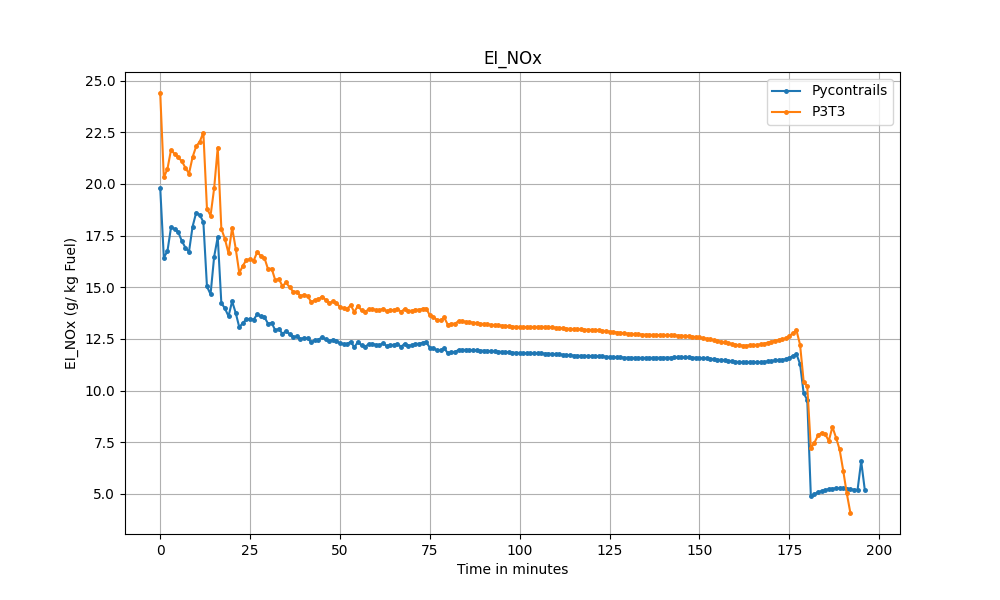 EI_NOx
Pycontrails
P3T3
EI_NOx (g/ kg Fuel)
25.0
22.5
20.0
17.5
15.0
12.5
10.0
7.5
5.0
0 25 50 75 100 125 150 175 200
Time in minutes